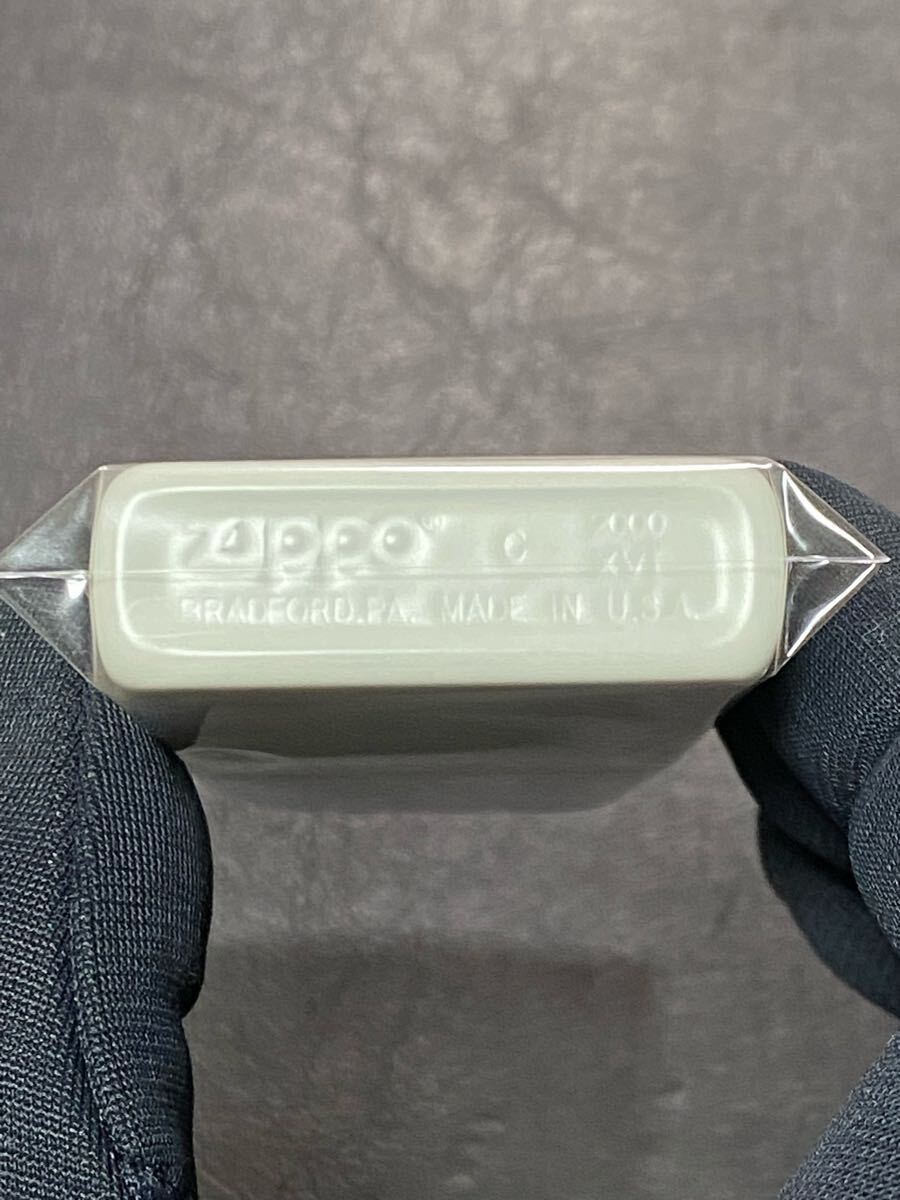 Zippo ® C 2000
XVI
BRADFORD,PA. MADE IN U.S.A.